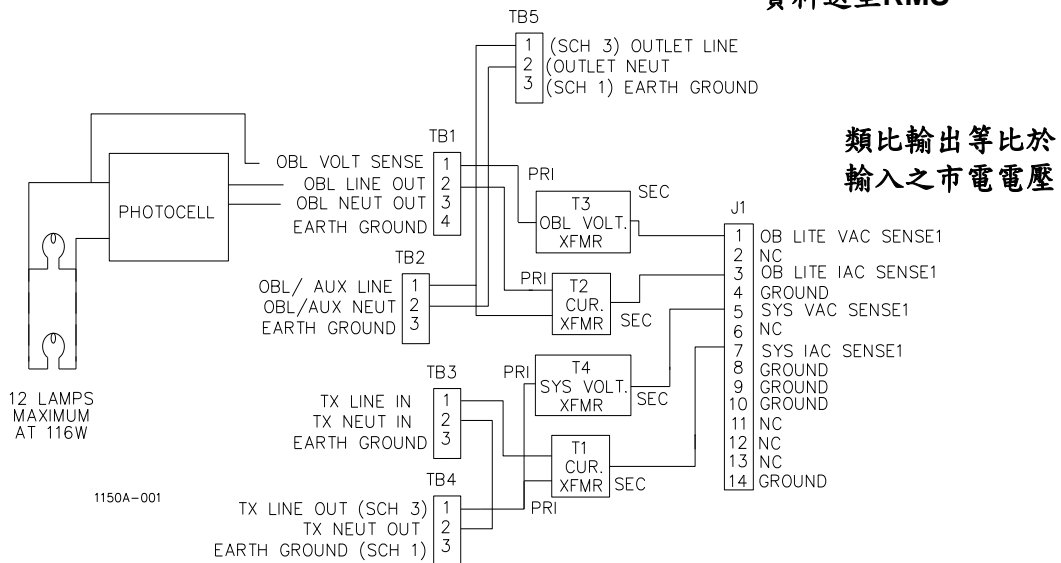 資料送至RMS
TB5
1 (SCH 3) OUTLET LINE
2 (OUTLET NEUT
3 (SCH 1) EARTH GROUND
類比輸出等比於
輸入之市電電壓
PHOTOCELL
12 LAMPS
MAXIMUM
AT 116W
1150A-001
TB1
OBL VOLT SENSE 1
OBL LINE OUT 2
OBL NEUT OUT 3
EARTH GROUND 4
TB2
OBL/ AUX LINE 1
OBL/AUX NEUT 2
EARTH GROUND 3
TB3
TX LINE IN 1
TX NEUT IN 2
EARTH GROUND 3
TB4
TX LINE OUT (SCH 3) 1
TX NEUT OUT 2
EARTH GROUND (SCH 1) 3
PRI
SEC
T3
OBL VOLT.
XFMR
PRI
T2
CUR.
XFMR
SEC
PRI
T4
SYS VOLT.
XFMR
SEC
T1
CUR.
XFMR
SEC
PRI
J1
1 OB LITE VAC SENSE1
2 NC
3 OB LITE IAC SENSE1
4 GROUND
5 SYS VAC SENSE1
6 NC
7 SYS IAC SENSE1
8 GROUND
9 GROUND
10 GROUND
11 NC
12 NC
13 NC
14 GROUND